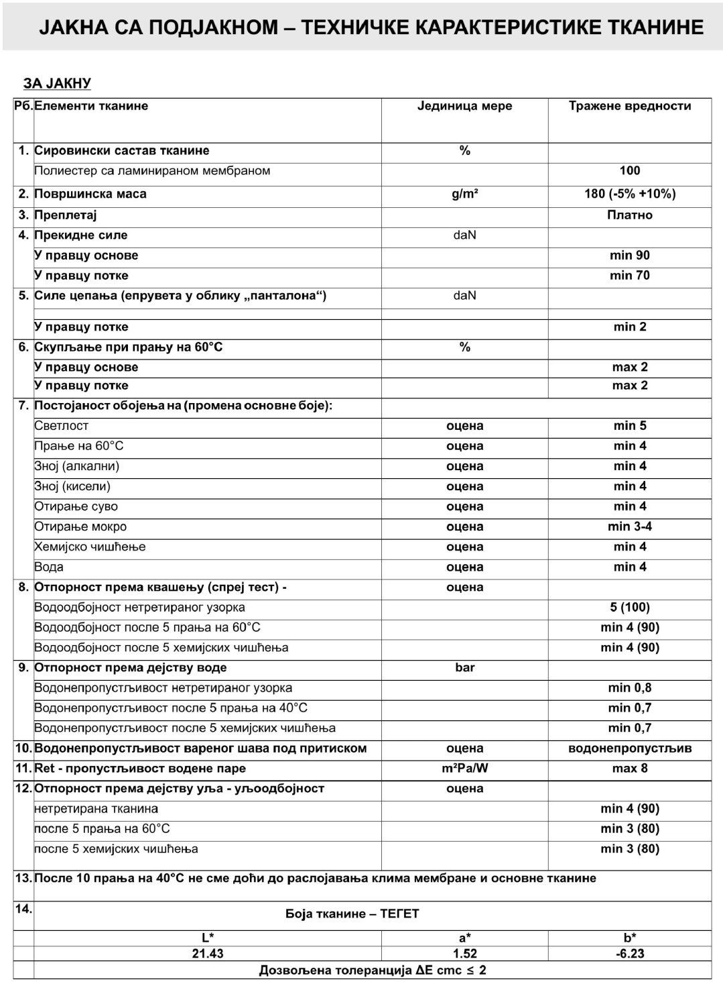 ЈАКНА СА ПОДЈАКНОМ – ТЕХНИЧКЕ КАРАКТЕРИСТИКЕ ТКАНИНЕ
ЗА ЈАКНУ
Рб. Елементи тканине Јединица мере Тражене вредности
1. Сировински састав тканине %
Полиестер са ламинираном мембраном 100
2. Површинска маса g/m² 180 (-5% +10%)
3. Преплетај Платно
4. Прекидне силе daN
У правцу основе min 90
У правцу потке min 70
5. Силе цепања (епрувета у облику „панталона“) daN
У правцу потке min 2
6. Скупљање при прању на 60°C %
У правцу основе max 2
У правцу потке max 2
7. Постојаност обојења на (промена основне боје):
Светлост оцена min 5
Прање на 60°C оцена min 4
Зној (алкални) оцена min 4
Зној (кисели) оцена min 4
Отирање суво оцена min 4
Отирање мокро оцена min 3-4
Хемијско чишћење оцена min 4
Вода оцена min 4
8. Отпорност према квашењу (спреј тест) - оцена
Водоодбојност нетретираног узорка 5 (100)
Водоодбојност после 5 прања на 60°C min 4 (90)
Водоодбојност после 5 хемијских чишћења min 4 (90)
9. Отпорност према дејству воде bar
Водонепропустљивост нетретираног узорка min 0,8
Водонепропустљивост после 5 прања на 40°C min 0,7
Водонепропустљивост после 5 хемијских чишћења min 0,7
10. Водонепропустљивост вареног шава под притиском оцена водонепропустљив
11. Ret - пропустљивост водене паре m²Pa/W max 8
12. Отпорност према дејству уља - уљоодбојност оцена
нетретирана тканина min 4 (90)
после 5 прања на 60°C min 3 (80)
после 5 хемијских чишћења min 3 (80)
13. После 10 прања на 40°C не сме доћи до раслојавања клима мембране и основне тканине
14. Боја тканине – ТЕГЕТ
L* a* b*
21.43 1.52 -6.23
Дозвољена толеранција ΔE cmc ≤ 2